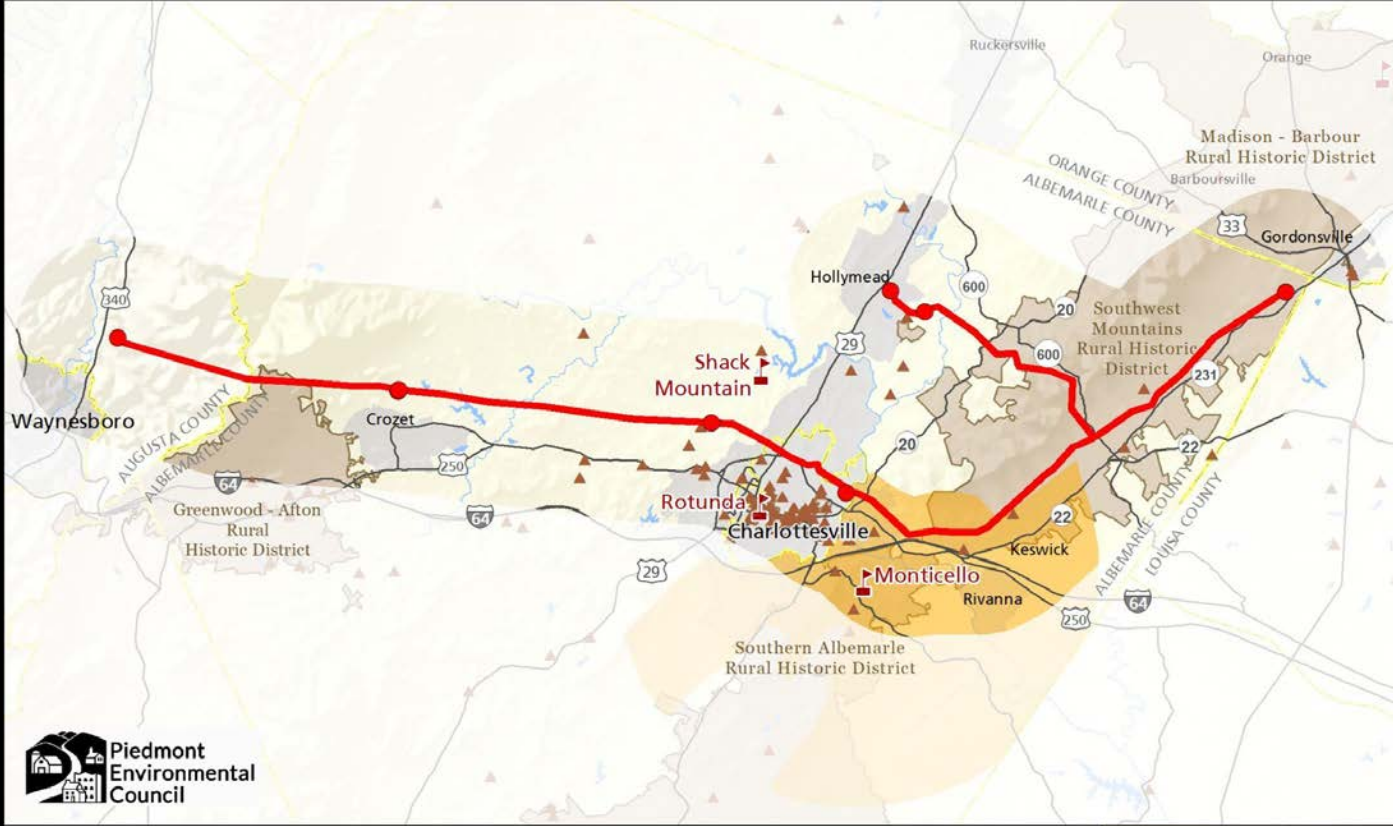 Ruckersville
Orange
Madison - Barbour
Rural Historic District
ORANGE COUNTY
ALBEMARLE COUNTY
Barboursville
33
Gordonsville
Hollymead
600
340
20
Southwest
Mountains
Rural Historic
District
29
600
Shack
Mountain
231
Waynesboro
AUGUSTA COUNTY
ALBEMARLE COUNTY
Crozet
250
20
22
64
Greenwood - Afton
Rural
Historic District
64
Rotunda
Charlottesville
22
Keswick
ALBEMARLE COUNTY
LOUISA COUNTY
29
Monticello
Rivanna
64
250
Southern Albemarle
Rural Historic District
Piedmont
Environmental
Council